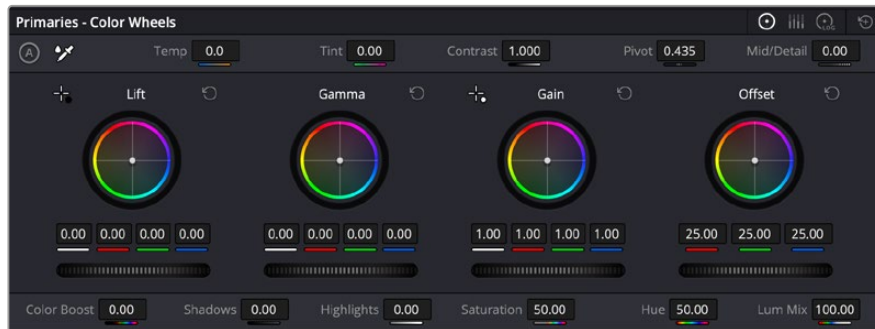 Primaries - Color Wheels
LOG
A Temp 0.0 Tint 0.00 Contrast 1.000 Pivot 0.435 Mid/Detail 0.00
Lift Gamma Gain Offset
0.00 0.00 0.00 0.00 0.00 0.00 0.00 0.00 1.00 1.00 1.00 1.00 25.00 25.00 25.00
Color Boost 0.00 Shadows 0.00 Highlights 0.00 Saturation 50.00 Hue 50.00 Lum Mix 100.00